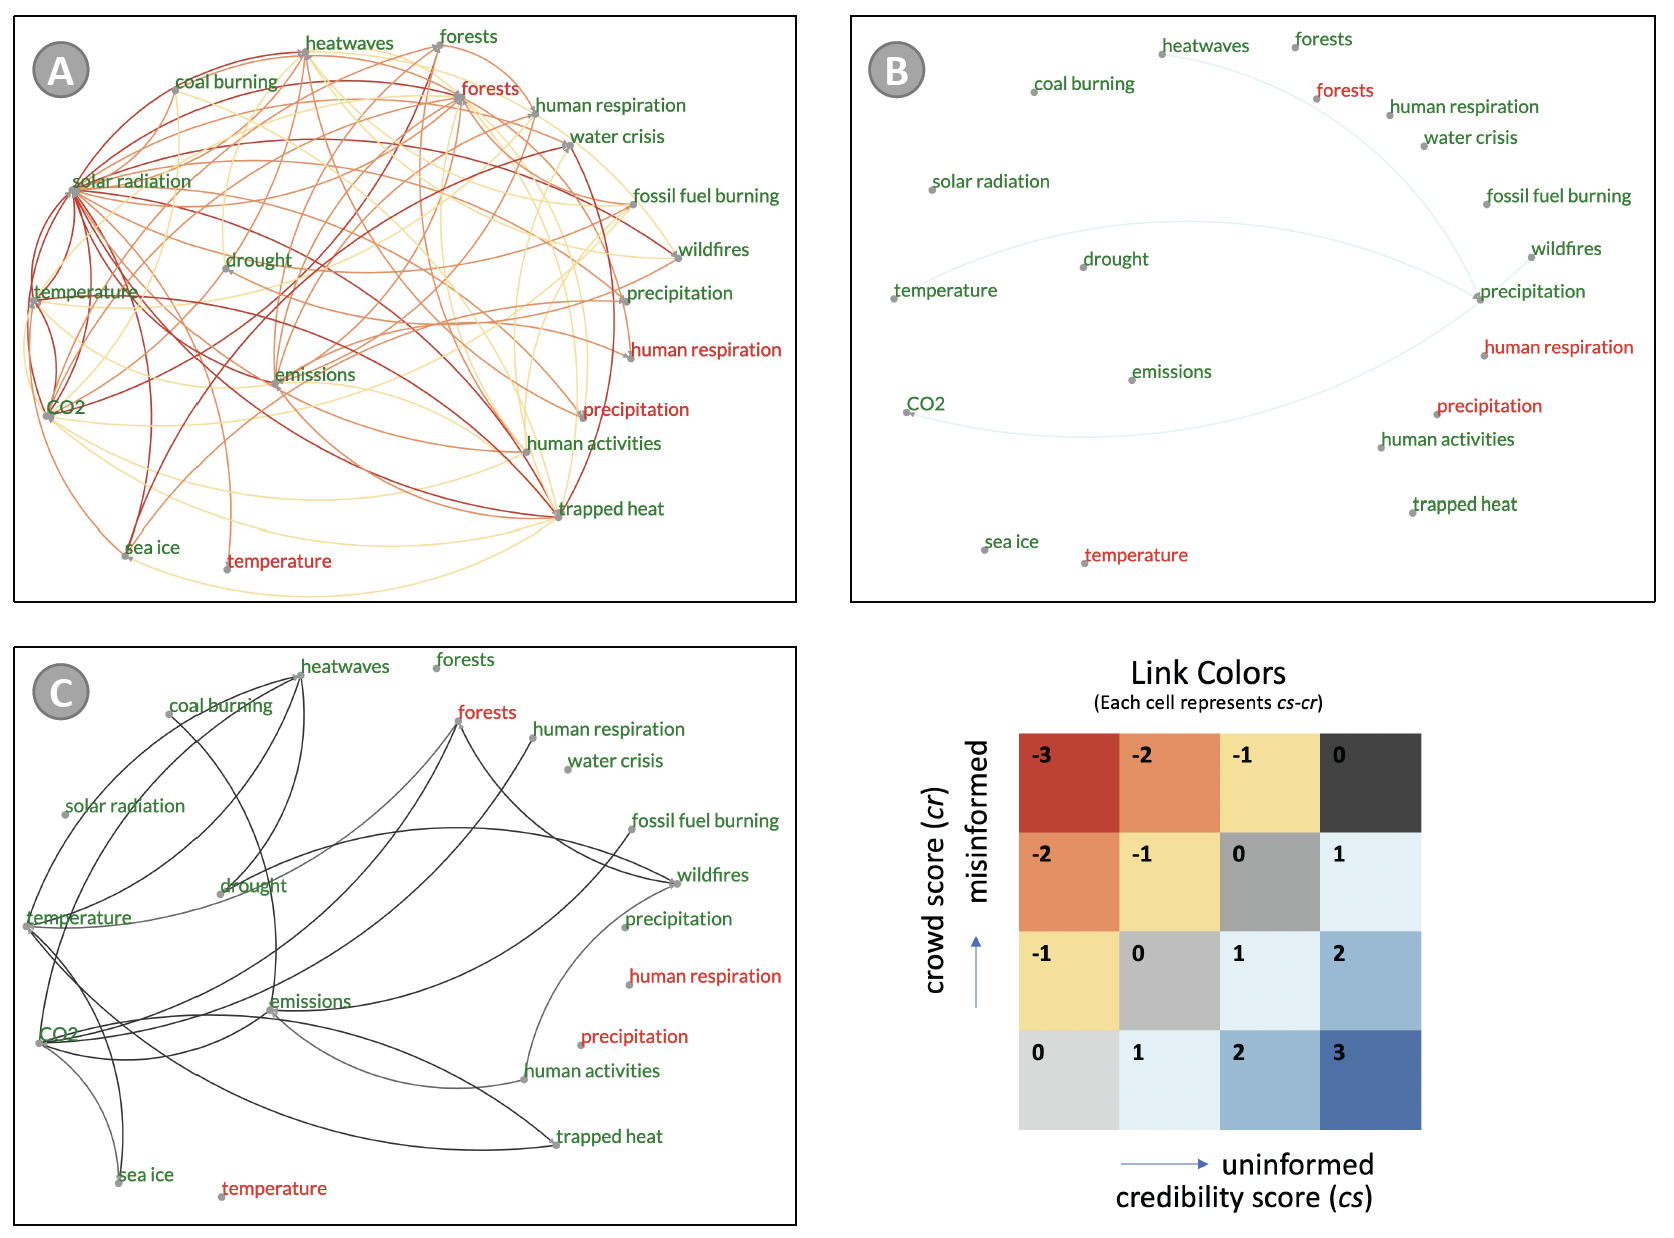 A
heatwaves
forests
coal burning
forests
human respiration
water crisis
solar radiation
fossil fuel burning
drought
wildfires
temperature
precipitation
human respiration
emissions
CO2
precipitation
human activities
trapped heat
sea ice
temperature
B
heatwaves
forests
coal burning
forests
human respiration
water crisis
solar radiation
fossil fuel burning
drought
wildfires
temperature
precipitation
human respiration
emissions
CO2
precipitation
human activities
trapped heat
sea ice
temperature
C
heatwaves
forests
coal burning
forests
human respiration
water crisis
solar radiation
fossil fuel burning
drought
wildfires
temperature
precipitation
human respiration
emissions
CO2
precipitation
human activities
trapped heat
sea ice
temperature
Link Colors
(Each cell represents cs-cr)
crowd score (cr)
misinformed
-3 -2 -1 0
-2 -1 0 1
-1 0 1 2
0 1 2 3
uninformed
credibility score (cs)